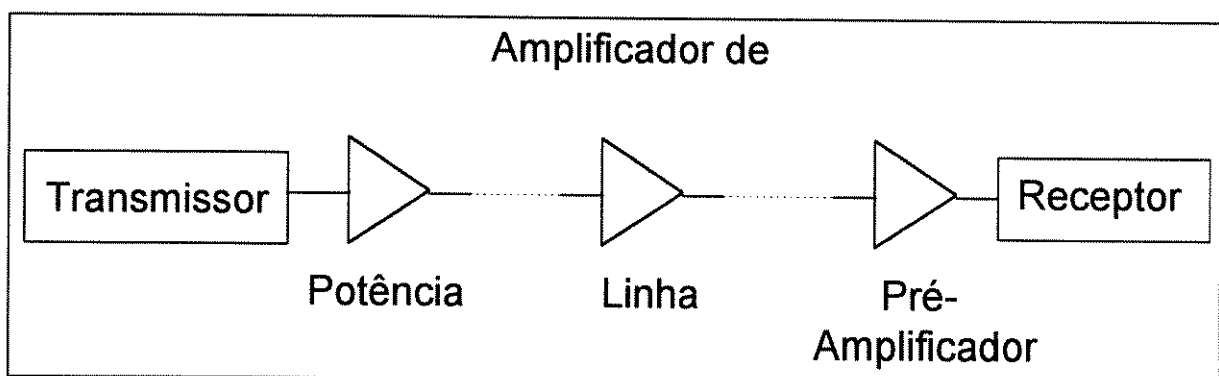 Amplificador de
Transmissor
Receptor
Potência
Linha
Pré-
Amplificador